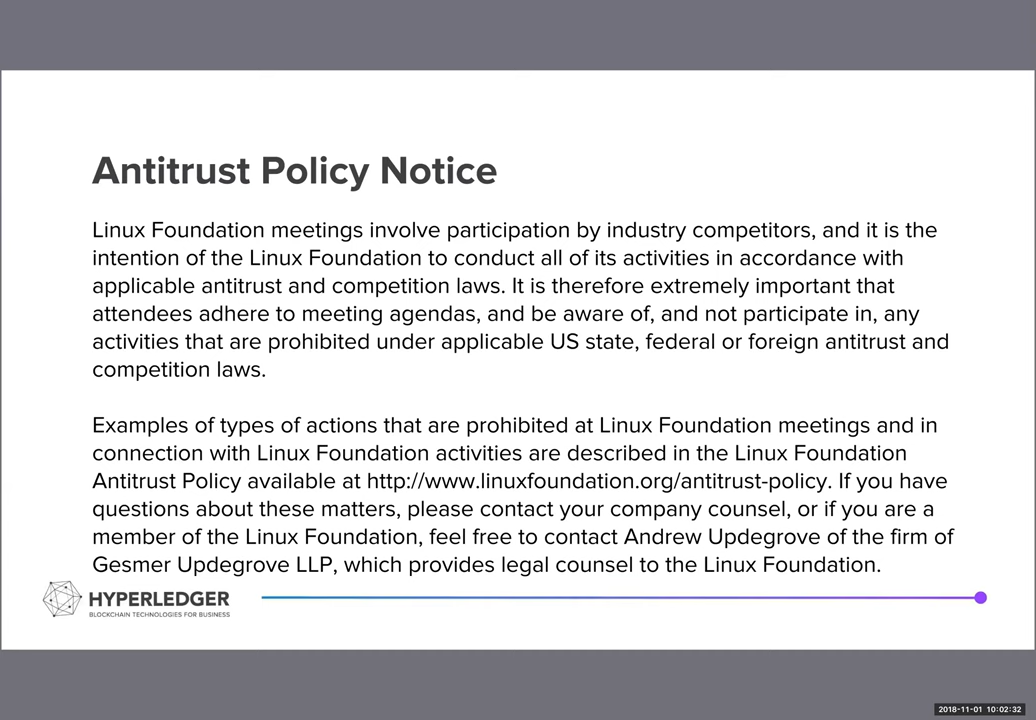 Antitrust Policy Notice
Linux Foundation meetings involve participation by industry competitors, and it is the
intention of the Linux Foundation to conduct all of its activities in accordance with
applicable antitrust and competition laws. It is therefore extremely important that
attendees adhere to meeting agendas, and be aware of, and not participate in, any
activities that are prohibited under applicable US state, federal or foreign antitrust and
competition laws.
Examples of types of actions that are prohibited at Linux Foundation meetings and in
connection with Linux Foundation activities are described in the Linux Foundation
Antitrust Policy available at http://www.linuxfoundation.org/antitrust-policy. If you have
questions about these matters, please contact your company counsel, or if you are a
member of the Linux Foundation, feel free to contact Andrew Updegrove of the firm of
Gesmer Updegrove LLP, which provides legal counsel to the Linux Foundation.
HYPERLEDGER
BLOCKCHAIN TECHNOLOGIES FOR BUSINESS
2018-11-01 10:02:32